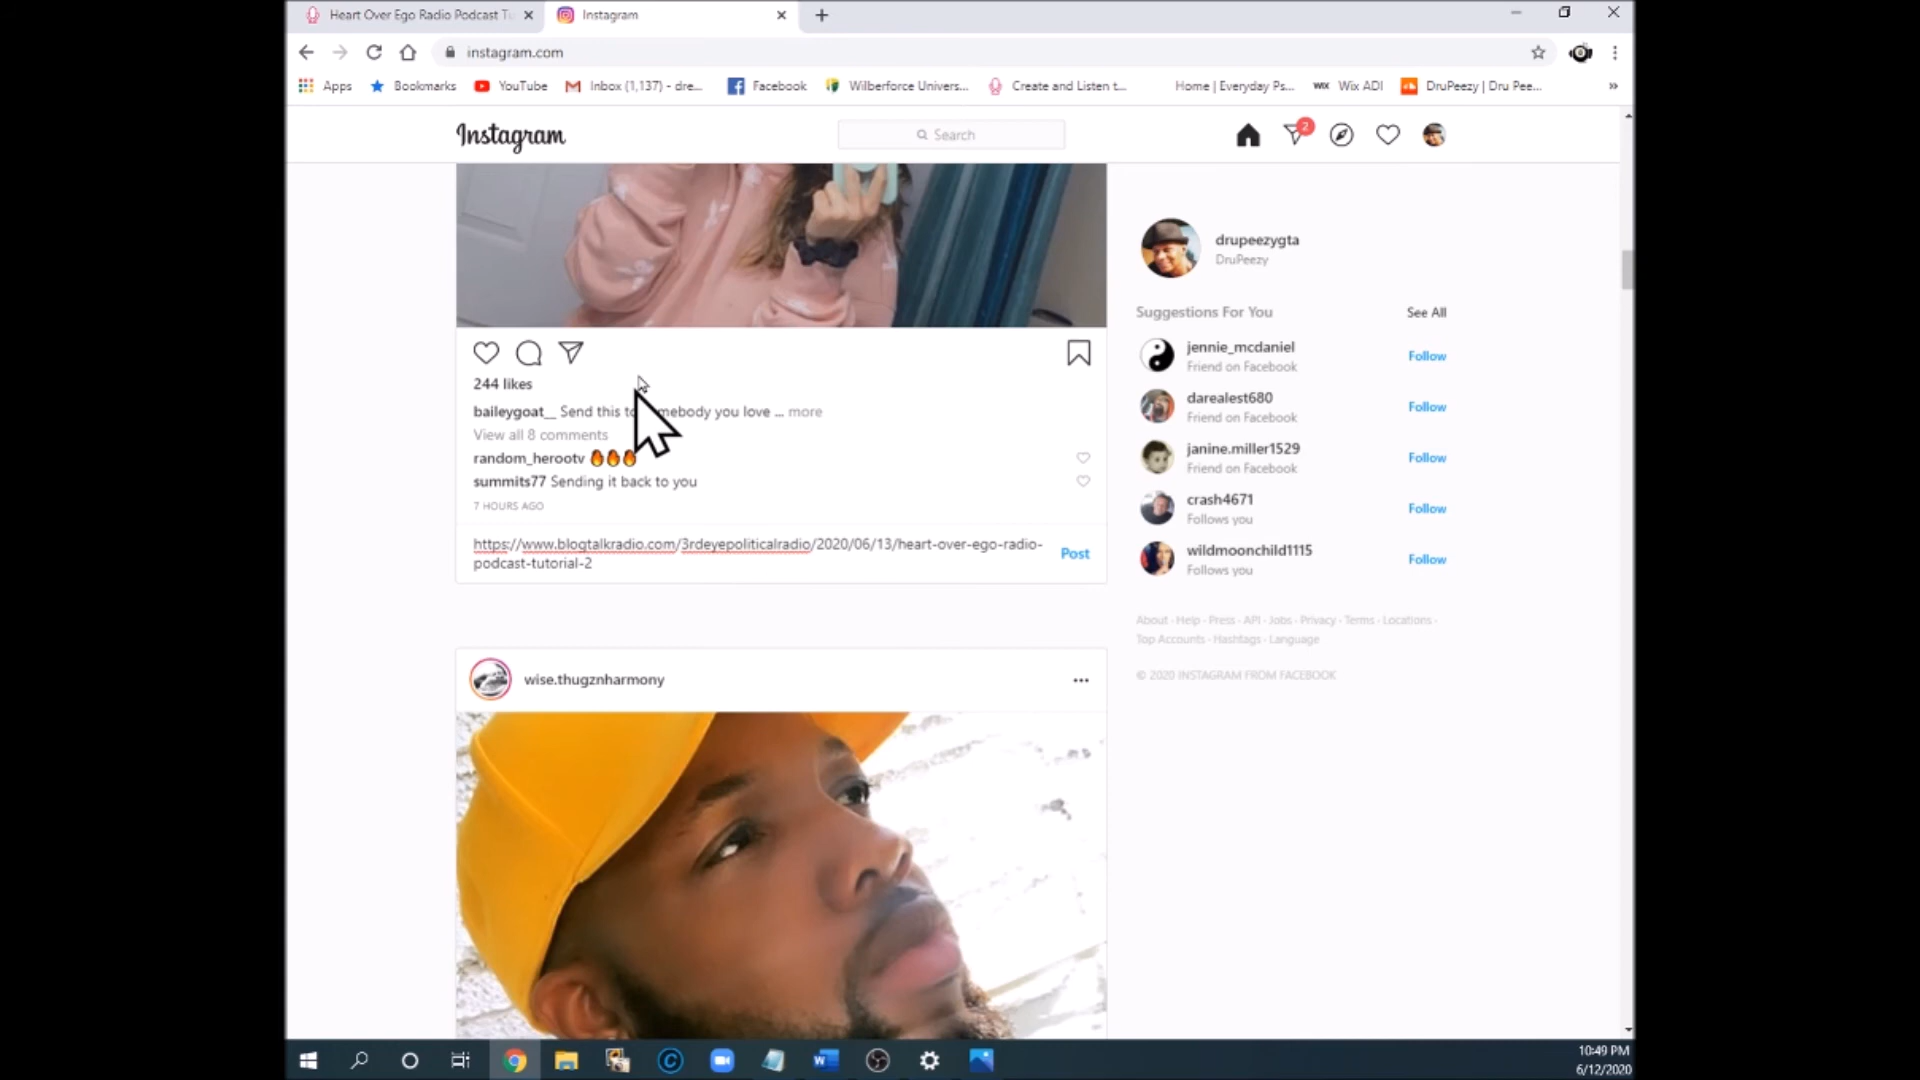 Heart Over Ego Radio Podcast Tu
Instagram
instagram.com
Apps
Bookmarks
YouTube
Inbox (1,137) - dre...
Facebook
Wilberforce Univers...
Create and Listen t...
Home | Everyday Ps...
WIX Wix ADI
DruPeezy | Dru Pee...
»
Instagram
Search
2
drupeezygta
DruPeezy
Suggestions For You
See All
jennie_mcdaniel
Friend on Facebook
Follow
darealest680
Friend on Facebook
Follow
janine.miller1529
Friend on Facebook
Follow
crash4671
Follows you
Follow
wildmoonchild1115
Follows you
Follow
About · Help · Press · API · Jobs · Privacy · Terms · Locations ·
Top Accounts · Hashtags · Language
© 2020 INSTAGRAM FROM FACEBOOK
244 likes
baileygoat__ Send this to somebody you love ... more
View all 8 comments
random_herootv 🔥🔥🔥
summits77 Sending it back to you
7 HOURS AGO
https://www.blogtalkradio.com/3rdeyepoliticalradio/2020/06/13/heart-over-ego-radio-
podcast-tutorial-2
Post
wise.thugznharmony
10:49 PM
6/12/2020